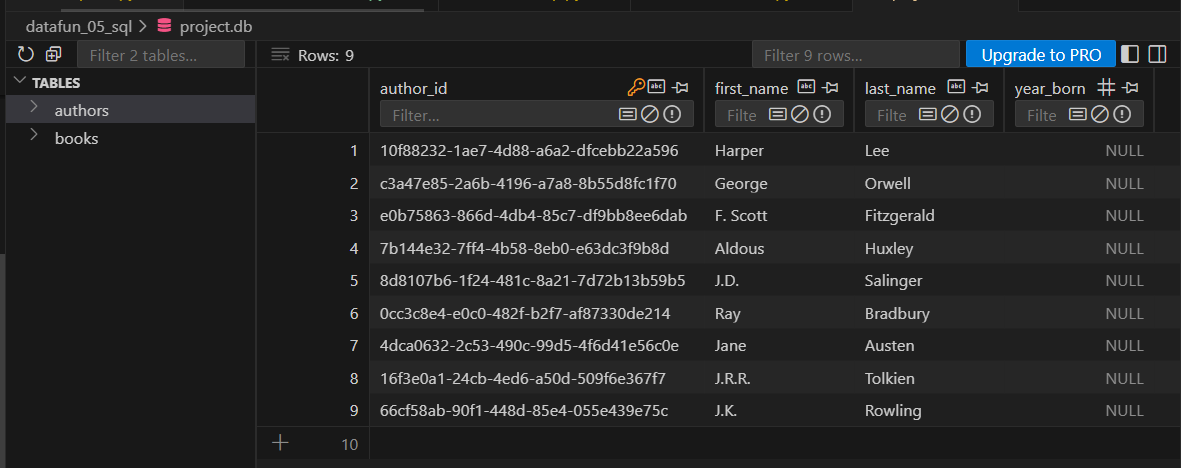 datafun_05_sql > project.db
Filter 2 tables...
Rows: 9
Filter 9 rows...
Upgrade to PRO
TABLES
authors
books
author_id first_name last_name year_born
Filter... Filte Filte Filte
1 10f88232-1ae7-4d88-a6a2-dfcebb22a596 Harper Lee NULL
2 c3a47e85-2a6b-4196-a7a8-8b55d8fc1f70 George Orwell NULL
3 e0b75863-866d-4db4-85c7-df9bb8ee6dab F. Scott Fitzgerald NULL
4 7b144e32-7ff4-4b58-8eb0-e63dc3f9b8d Aldous Huxley NULL
5 8d8107b6-1f24-481c-8a21-7d72b13b59b5 J.D. Salinger NULL
6 0cc3c8e4-e0c0-482f-b2f7-af87330de214 Ray Bradbury NULL
7 4dca0632-2c53-490c-99d5-4f6d41e56c0e Jane Austen NULL
8 16f3e0a1-24cb-4ed6-a50d-509f6e367f7 J.R.R. Tolkien NULL
9 66cf58ab-90f1-448d-85e4-055e439e75c J.K. Rowling NULL
10